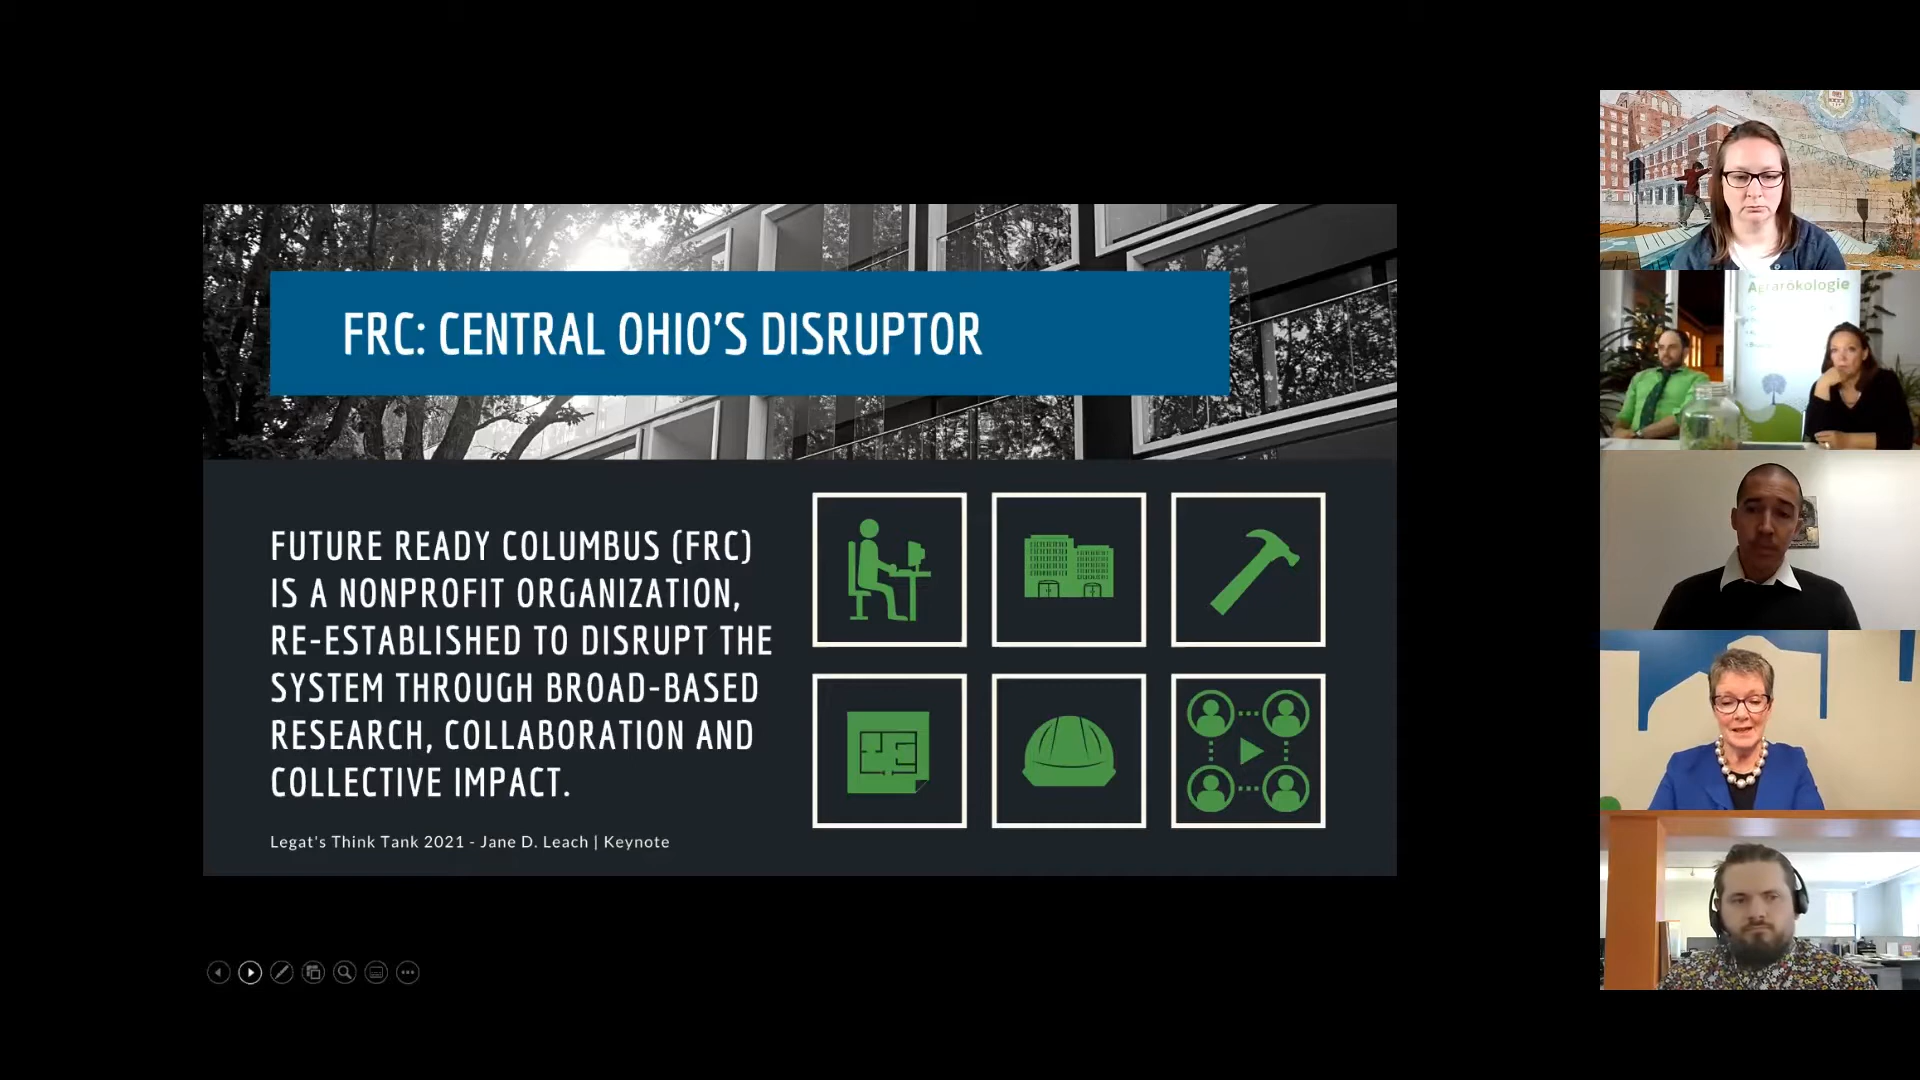 FRC: CENTRAL OHIO'S DISRUPTOR
FUTURE READY COLUMBUS (FRC)
IS A NONPROFIT ORGANIZATION,
RE-ESTABLISHED TO DISRUPT THE
SYSTEM THROUGH BROAD-BASED
RESEARCH, COLLABORATION AND
COLLECTIVE IMPACT.
Legat's Think Tank 2021 - Jane D. Leach | Keynote
Agrarökologie